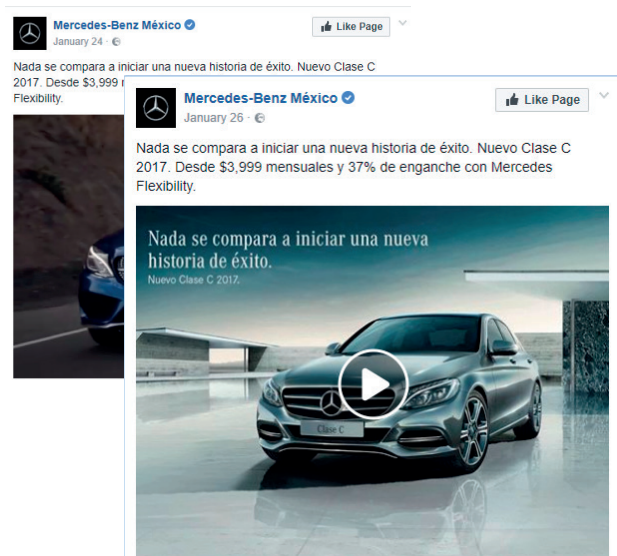 Mercedes-Benz México
January 24 ·
Like Page
Nada se compara a iniciar una nueva historia de éxito. Nuevo Clase C
2017. Desde $3,999
Flexibility.
Mercedes-Benz México
January 26 ·
Like Page
Nada se compara a iniciar una nueva historia de éxito. Nuevo Clase C
2017. Desde $3,999 mensuales y 37% de enganche con Mercedes
Flexibility.
Nada se compara a iniciar una nueva
historia de éxito.
Nuevo Clase C 2017.
Clase C